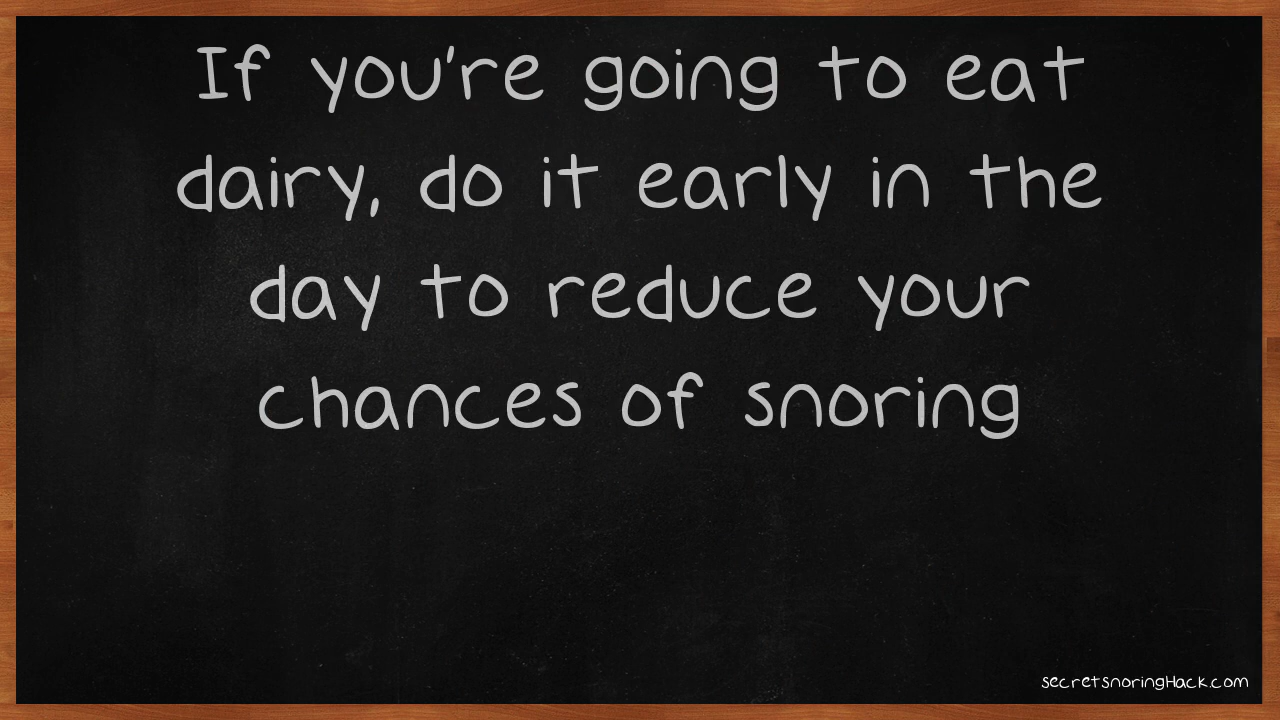 If you're going to eat
dairy, do it early in the
day to reduce your
chances of snoring
secretsnoringHack.com